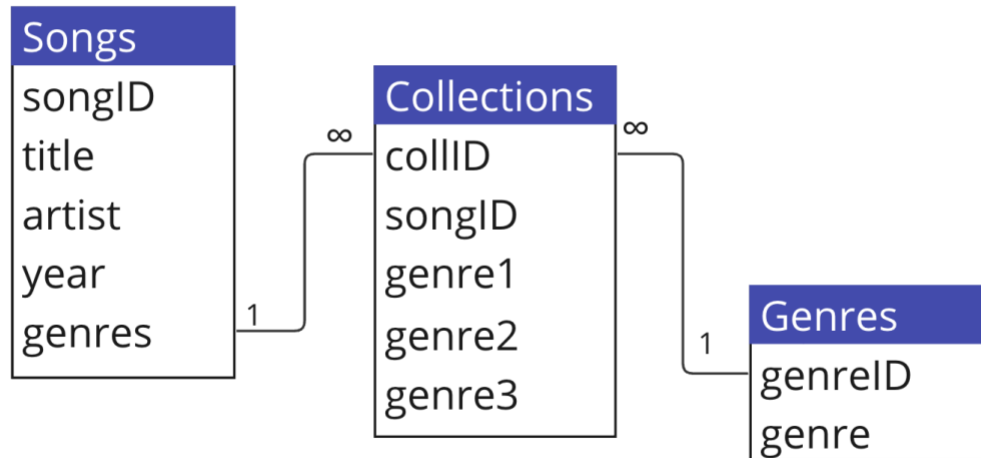 Songs
songID
title
artist
year
genres
1
∞
Collections
collID
songID
genre1
genre2
genre3
∞
1
Genres
genreID
genre